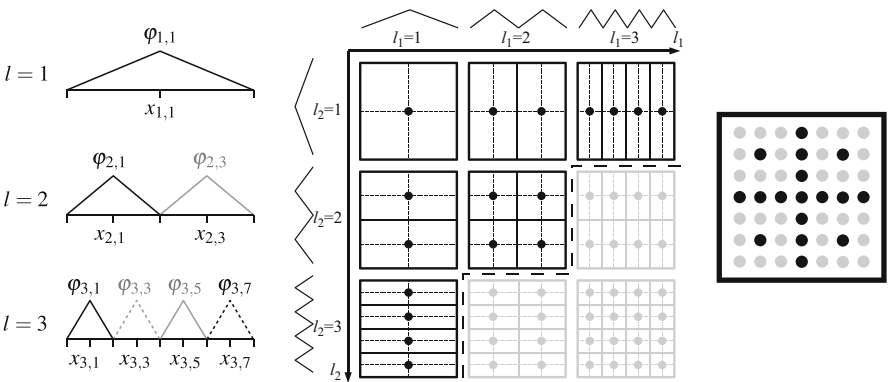 φ1,1
l = 1
x1,1
φ2,1 φ2,3
l = 2
x2,1 x2,3
φ3,1 φ3,3 φ3,5 φ3,7
l = 3
x3,1 x3,3 x3,5 x3,7
l1=1 l1=2 l1=3 l1
l2=1
l2=2
l2=3
l2